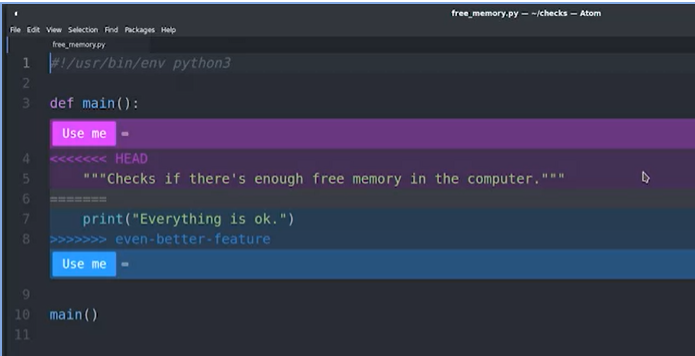 free_memory.py — ~/checks — Atom
File Edit View Selection Find Packages Help
free_memory.py
1 #!/usr/bin/env python3
2
3 def main():
Use me =
4 <<<<<<< HEAD
5 """Checks if there's enough free memory in the computer."""
6 =======
7 print("Everything is ok.")
8 >>>>>>> even-better-feature
Use me =
9
10 main()
11